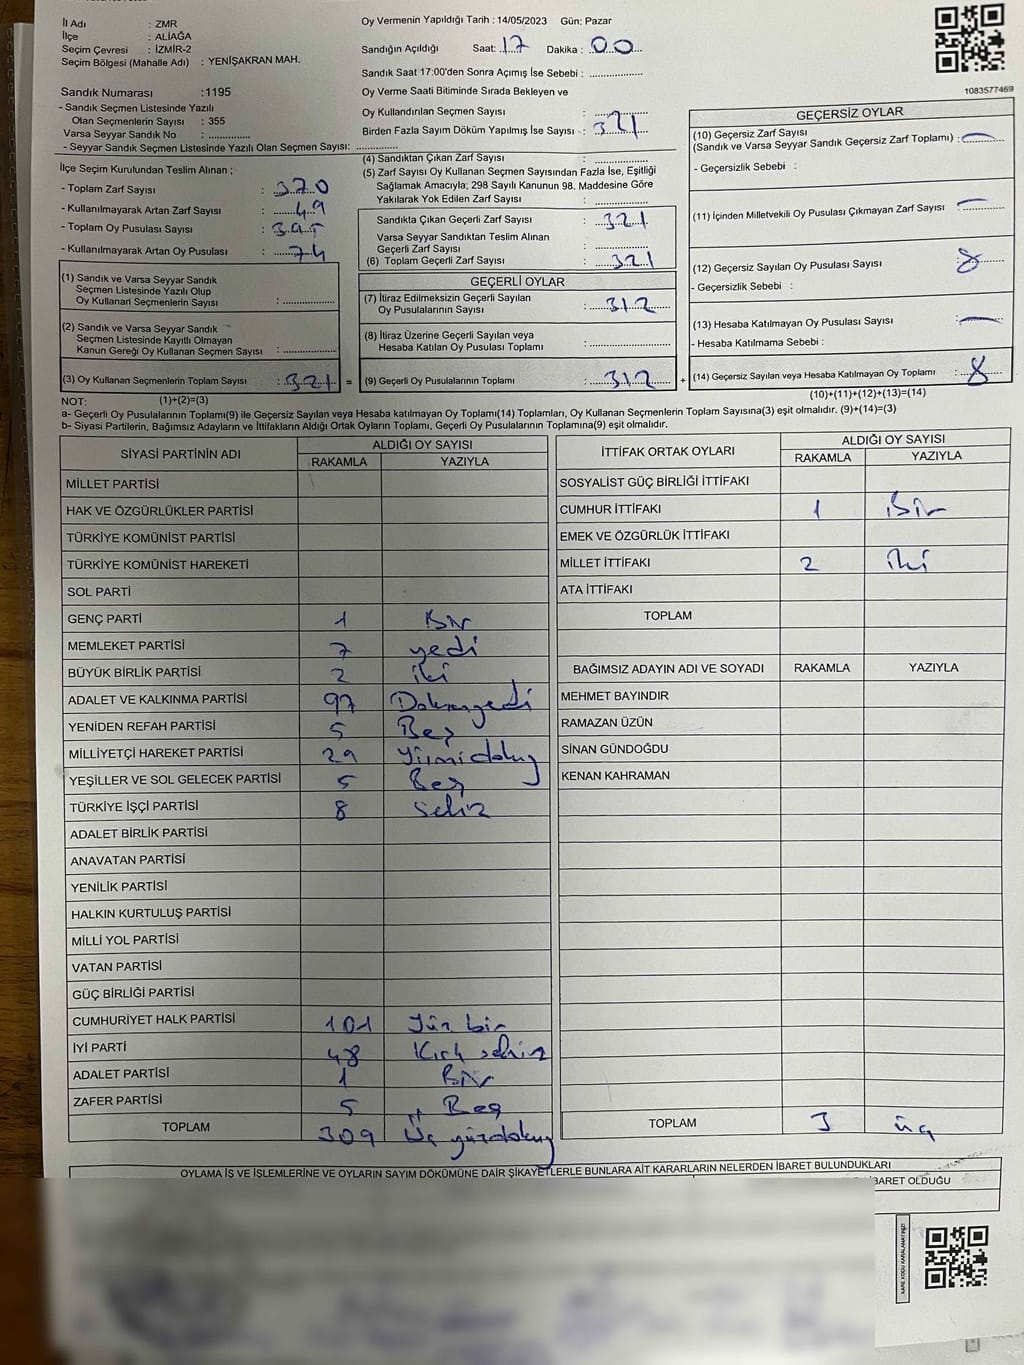 İl Adı : ZMR
İlçe : ALİAĞA
Seçim Çevresi : İZMİR-2
Seçim Bölgesi (Mahalle Adı) : YENİŞAKRAN MAH.
Oy Vermenin Yapıldığı Tarih : 14/05/2023 Gün: Pazar
Sandığın Açıldığı Saat: 17 Dakika : 00
Sandık Saat 17:00'den Sonra Açımış İse Sebebi : ..................
Oy Verme Saati Bitiminde Sırada Bekleyen ve
Oy Kullandırılan Seçmen Sayısı : ..................
Birden Fazla Sayım Döküm Yapılmış İse Sayısı : 321
1083577469
Sandık Numarası :1195
- Sandık Seçmen Listesinde Yazılı
Olan Seçmenlerin Sayısı : 355
Varsa Seyyar Sandık No : ..................
- Seyyar Sandık Seçmen Listesinde Yazılı Olan Seçmen Sayısı: ..................
İlçe Seçim Kurulundan Teslim Alınan ;
- Toplam Zarf Sayısı : 370
- Kullanılmayarak Artan Zarf Sayısı : 49
- Toplam Oy Pusulası Sayısı : 395
- Kullanılmayarak Artan Oy Pusulası : 74
(1) Sandık ve Varsa Seyyar Sandık
Seçmen Listesinde Yazılı Olup
Oy Kullanan Seçmenlerin Sayısı : ..................
(2) Sandık ve Varsa Seyyar Sandık
Seçmen Listesinde Kayıtlı Olmayan
Kanun Gereği Oy Kullanan Seçmen Sayısı : ..................
(3) Oy Kullanan Seçmenlerin Toplam Sayısı : 321 =
(4) Sandıktan Çıkan Zarf Sayısı : ..................
(5) Zarf Sayısı Oy Kullanan Seçmen Sayısından Fazla İse, Eşitliği
Sağlamak Amacıyla; 298 Sayılı Kanunun 98. Maddesine Göre
Yakılarak Yok Edilen Zarf Sayısı : ..................
Sandıkta Çıkan Geçerli Zarf Sayısı : 321
Varsa Seyyar Sandıktan Teslim Alınan
Geçerli Zarf Sayısı : ..................
(6) Toplam Geçerli Zarf Sayısı : 321
GEÇERLİ OYLAR
(7) İtiraz Edilmeksizin Geçerli Sayılan
Oy Pusulalarının Sayısı : 312
(8) İtiraz Üzerine Geçerli Sayılan veya
Hesaba Katılan Oy Pusulası Toplamı : ..................
(9) Geçerli Oy Pusulalarının Toplamı : 312 +
GEÇERSİZ OYLAR
(10) Geçersiz Zarf Sayısı
(Sandık ve Varsa Seyyar Sandık Geçersiz Zarf Toplamı) : —
- Geçersizlik Sebebi :
(11) İçinden Milletvekili Oy Pusulası Çıkmayan Zarf Sayısı —
(12) Geçersiz Sayılan Oy Pusulası Sayısı : 8
- Geçersizlik Sebebi :
(13) Hesaba Katılmayan Oy Pusulası Sayısı : —
- Hesaba Katılmama Sebebi :
(14) Geçersiz Sayılan veya Hesaba Katılmayan Oy Toplamı : 8
NOT: (1)+(2)=(3)
(10)+(11)+(12)+(13)=(14)
a- Geçerli Oy Pusulalarının Toplamı(9) ile Geçersiz Sayılan veya Hesaba katılmayan Oy Toplamı(14) Toplamları, Oy Kullanan Seçmenlerin Toplam Sayısına(3) eşit olmalıdır. (9)+(14)=(3)
b- Siyasi Partilerin, Bağımsız Adayların ve İttifakların Aldığı Ortak Oyların Toplamı, Geçerli Oy Pusulalarının Toplamına(9) eşit olmalıdır.
SİYASİ PARTİNİN ADI ALDIĞI OY SAYISI
RAKAMLA YAZIYLA
MİLLET PARTİSİ
HAK VE ÖZGÜRLÜKLER PARTİSİ
TÜRKİYE KOMÜNİST PARTİSİ
TÜRKİYE KOMÜNİST HAREKETİ
SOL PARTİ
GENÇ PARTİ 1 Bir
MEMLEKET PARTİSİ 7 yedi
BÜYÜK BİRLİK PARTİSİ 2 iki
ADALET VE KALKINMA PARTİSİ 97 Doksanyedi
YENİDEN REFAH PARTİSİ 5 Beş
MİLLİYETÇİ HAREKET PARTİSİ 29 Yirmidokuz
YEŞİLLER VE SOL GELECEK PARTİSİ 5 Beş
TÜRKİYE İŞÇİ PARTİSİ 8 Sekiz
ADALET BİRLİK PARTİSİ
ANAVATAN PARTİSİ
YENİLİK PARTİSİ
HALKIN KURTULUŞ PARTİSİ
MİLLİ YOL PARTİSİ
VATAN PARTİSİ
GÜÇ BİRLİĞİ PARTİSİ
CUMHURİYET HALK PARTİSİ 101 Yüz bir
İYİ PARTİ 48 Kırk sekiz
ADALET PARTİSİ 1 Bir
ZAFER PARTİSİ 5 Beş
TOPLAM 309 Üç yüzdokuz
İTTİFAK ORTAK OYLARI ALDIĞI OY SAYISI
RAKAMLA YAZIYLA
SOSYALİST GÜÇ BİRLİĞİ İTTİFAKI
CUMHUR İTTİFAKI 1 Bir
EMEK VE ÖZGÜRLÜK İTTİFAKI
MİLLET İTTİFAKI 2 iki
ATA İTTİFAKI
TOPLAM
BAĞIMSIZ ADAYIN ADI VE SOYADI RAKAMLA YAZIYLA
MEHMET BAYINDIR
RAMAZAN ÜZÜN
SİNAN GÜNDOĞDU
KENAN KAHRAMAN
TOPLAM 3 üç
OYLAMA İŞ VE İŞLEMLERİNE VE OYLARIN SAYIM DÖKÜMÜNE DAİR ŞİKAYETLERLE BUNLARA AİT KARARLARIN NELERDEN İBARET BULUNDUKLARI
İBARET OLDUĞU
KARE KODU KARALAMAYINIZ!